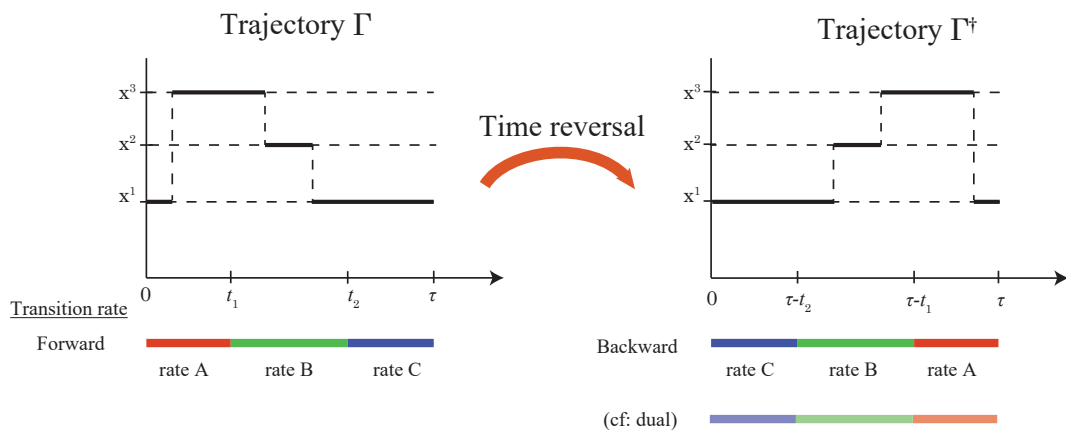 Trajectory Γ
Trajectory Γ†
x³
x²
x¹
Time reversal
x³
x²
x¹
0 t₁ t₂ τ
0 τ-t₂ τ-t₁ τ
Transition rate
Forward
rate A rate B rate C
Backward
rate C rate B rate A
(cf: dual)